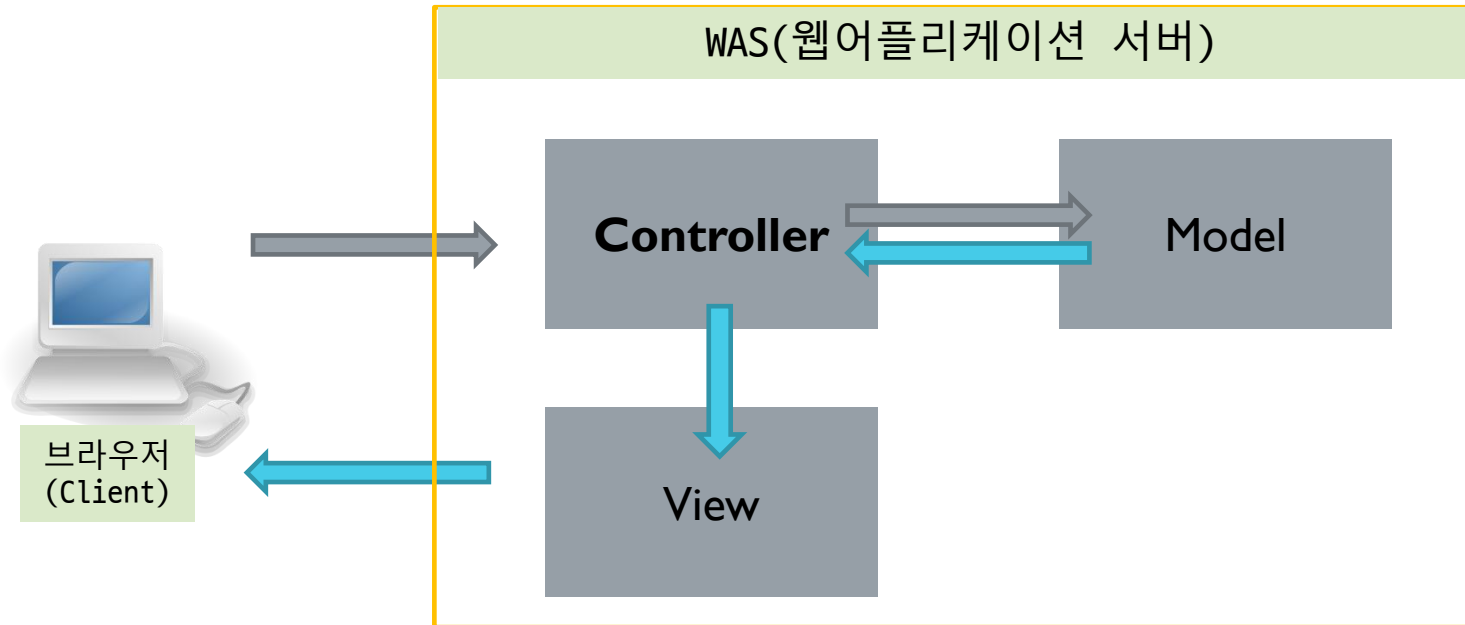 WAS(웹어플리케이션 서버)
Controller
Model
브라우저
(Client)
View